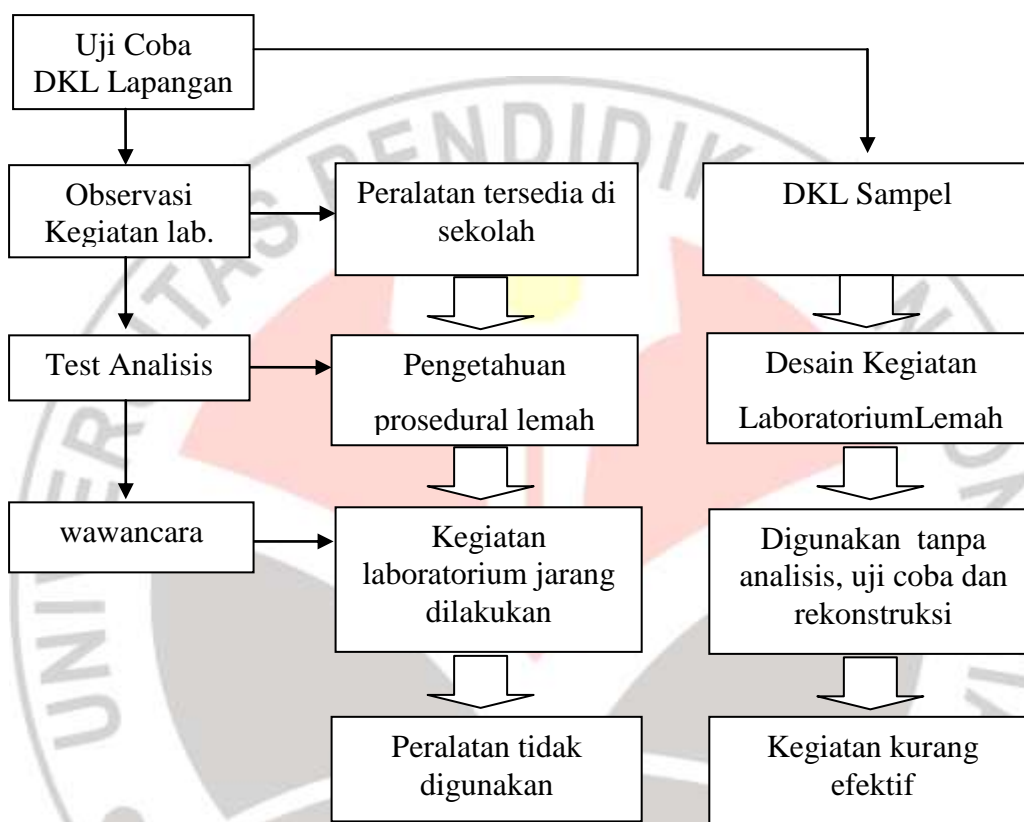 Uji Coba
DKL Lapangan
Observasi
Kegiatan lab.
Peralatan tersedia di
sekolah
DKL Sampel
Test Analisis
Pengetahuan
prosedural lemah
Desain Kegiatan
LaboratoriumLemah
wawancara
Kegiatan
laboratorium jarang
dilakukan
Digunakan tanpa
analisis, uji coba dan
rekonstruksi
Peralatan tidak
digunakan
Kegiatan kurang
efektif
UNIVERSITAS PENDIDIK